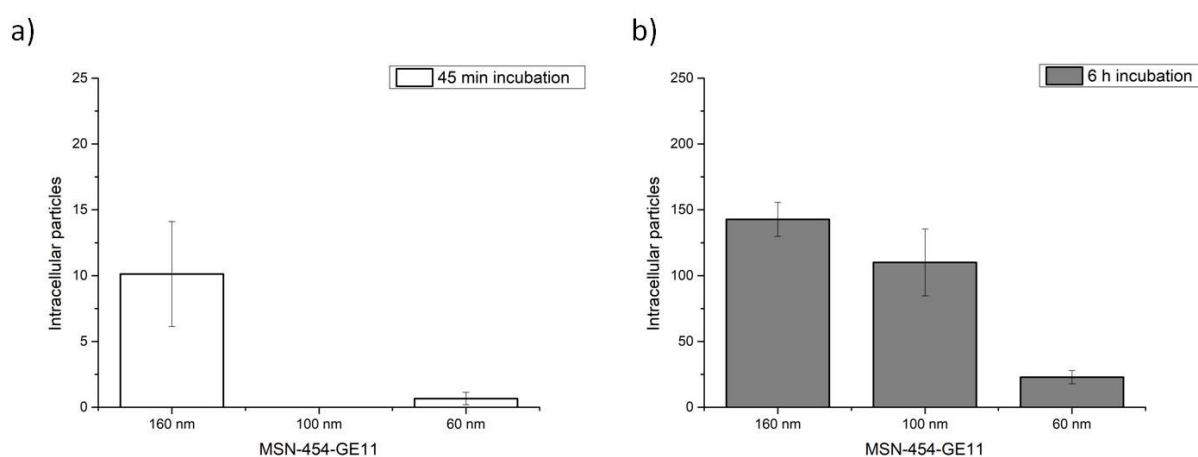 a)
45 min incubation
25
20
15
10
5
0
Intracellular particles
160 nm
100 nm
60 nm
MSN-454-GE11
b)
6 h incubation
250
200
150
100
50
0
Intracellular particles
160 nm
100 nm
60 nm
MSN-454-GE11